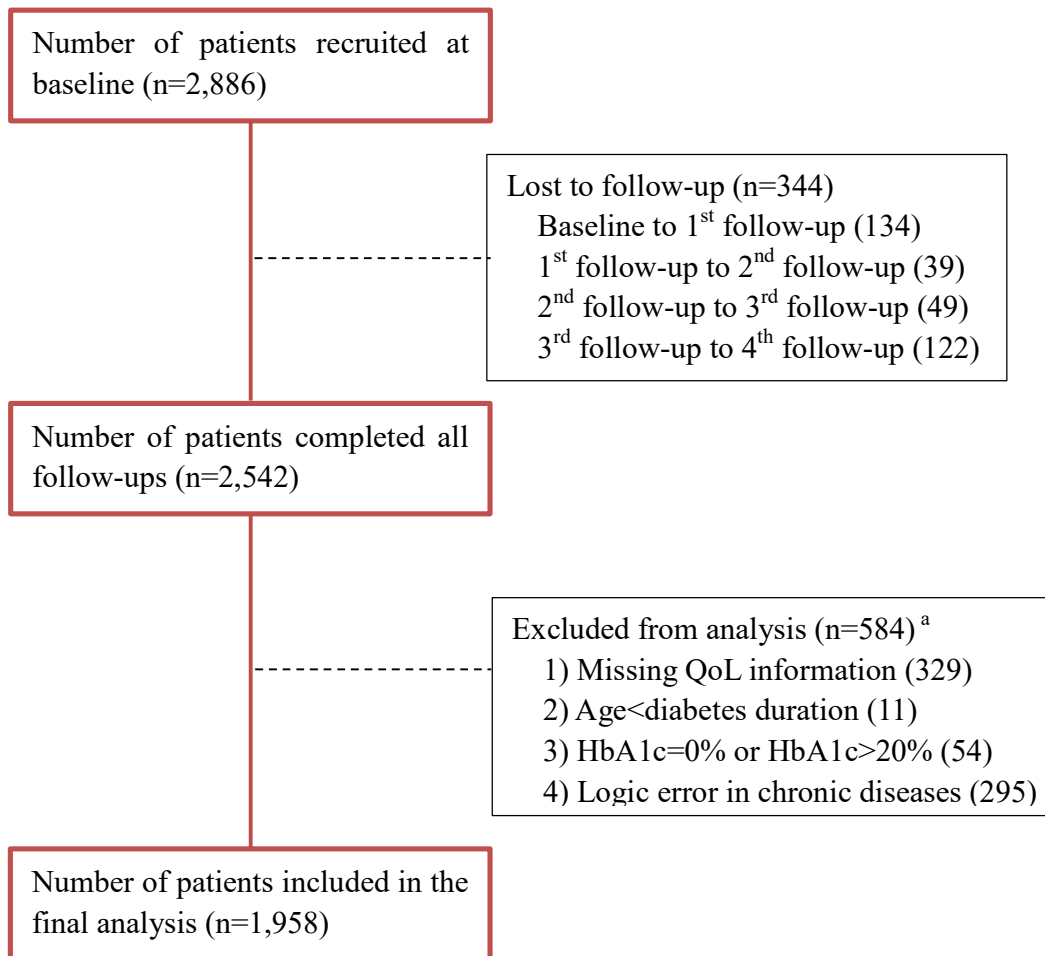 Number of patients recruited at
baseline (n=2,886)
Lost to follow-up (n=344)
Baseline to 1st follow-up (134)
1st follow-up to 2nd follow-up (39)
2nd follow-up to 3rd follow-up (49)
3rd follow-up to 4th follow-up (122)
Number of patients completed all
follow-ups (n=2,542)
Excluded from analysis (n=584) a
1) Missing QoL information (329)
2) Age<diabetes duration (11)
3) HbA1c=0% or HbA1c>20% (54)
4) Logic error in chronic diseases (295)
Number of patients included in the
final analysis (n=1,958)